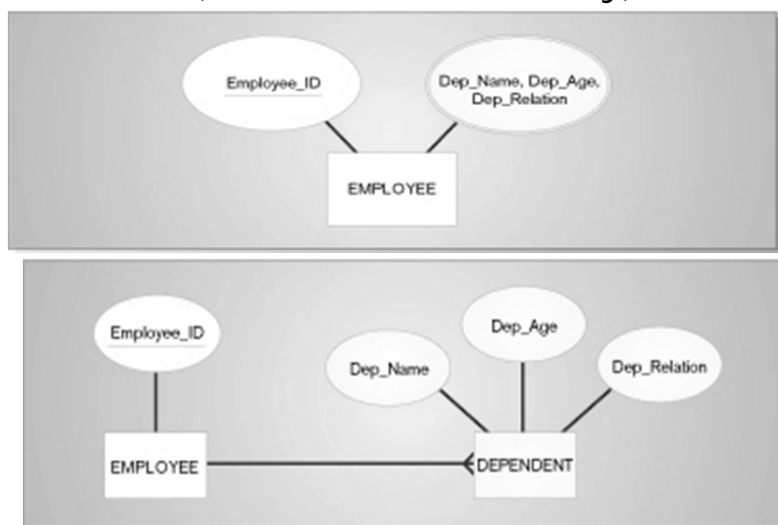 Employee_ID
Dep_Name, Dep_Age,
Dep_Relation
EMPLOYEE
Employee_ID
Dep_Name
Dep_Age
Dep_Relation
EMPLOYEE
DEPENDENT